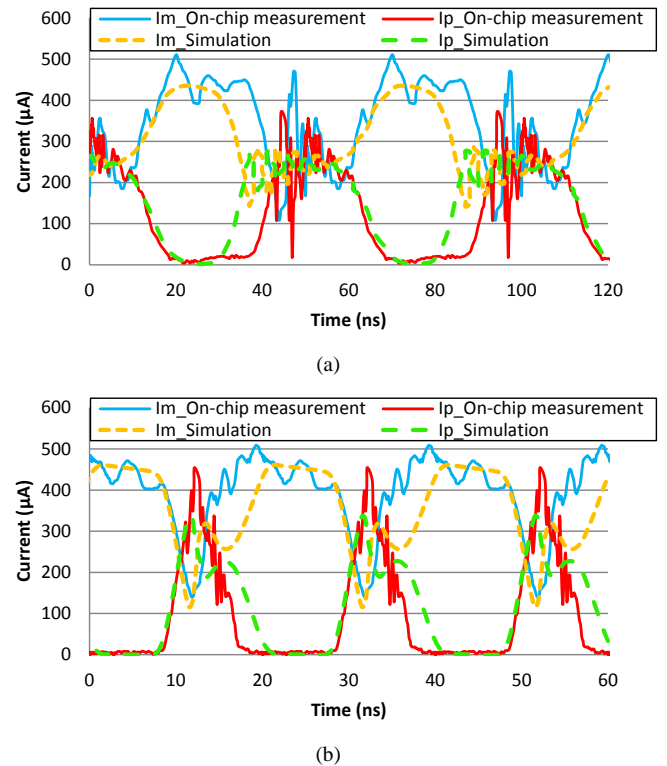 Im_On-chip measurement Ip_On-chip measurement
Im_Simulation Ip_Simulation
600
500
400
300
200
100
0
Current (µA)
0 20 40 60 80 100 120
Time (ns)
(a)
Im_On-chip measurement Ip_On-chip measurement
Im_Simulation Ip_Simulation
600
500
400
300
200
100
0
Current (µA)
0 10 20 30 40 50 60
Time (ns)
(b)